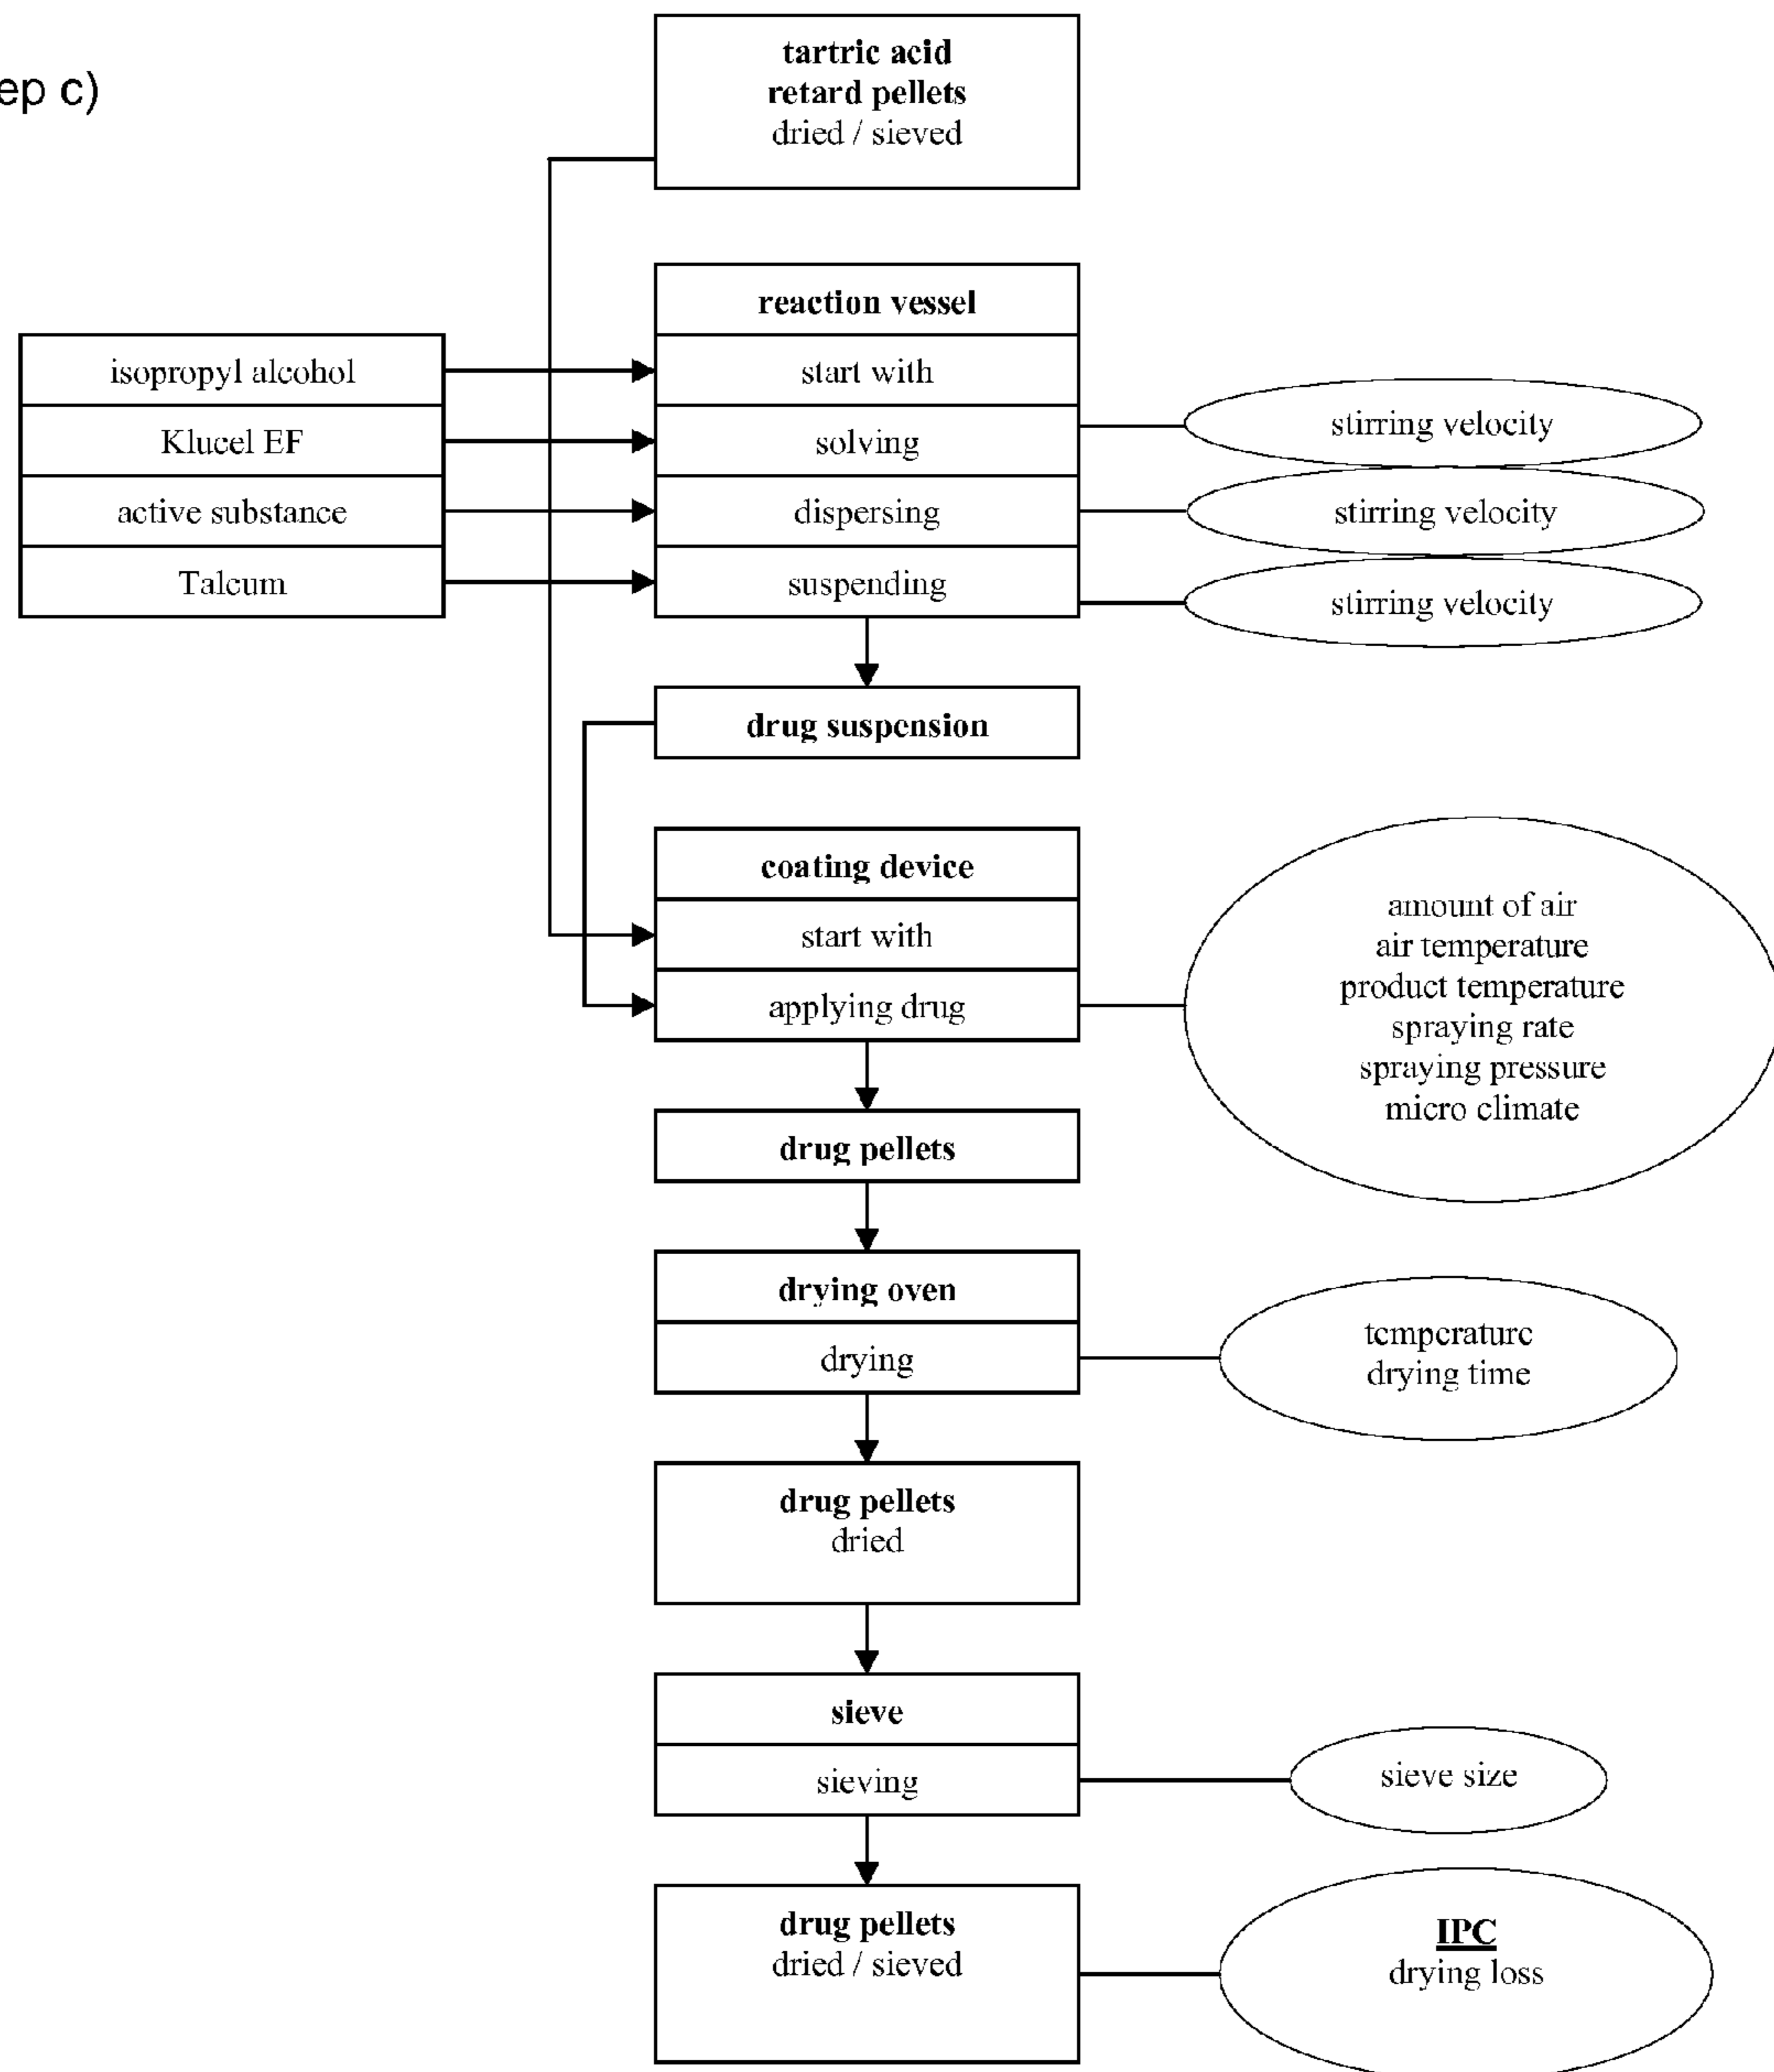 ep c)
tartric acid
retard pellets
dried / sieved
reaction vessel
isopropyl alcohol
start with
Klucel EF
solving
stirring velocity
active substance
dispersing
stirring velocity
Talcum
suspending
stirring velocity
drug suspension
coating device
start with
applying drug
amount of air
air temperature
product temperature
spraying rate
spraying pressure
micro climate
drug pellets
drying oven
drying
temperature
drying time
drug pellets
dried
sieve
sieving
sieve size
drug pellets
dried / sieved
IPC
drying loss